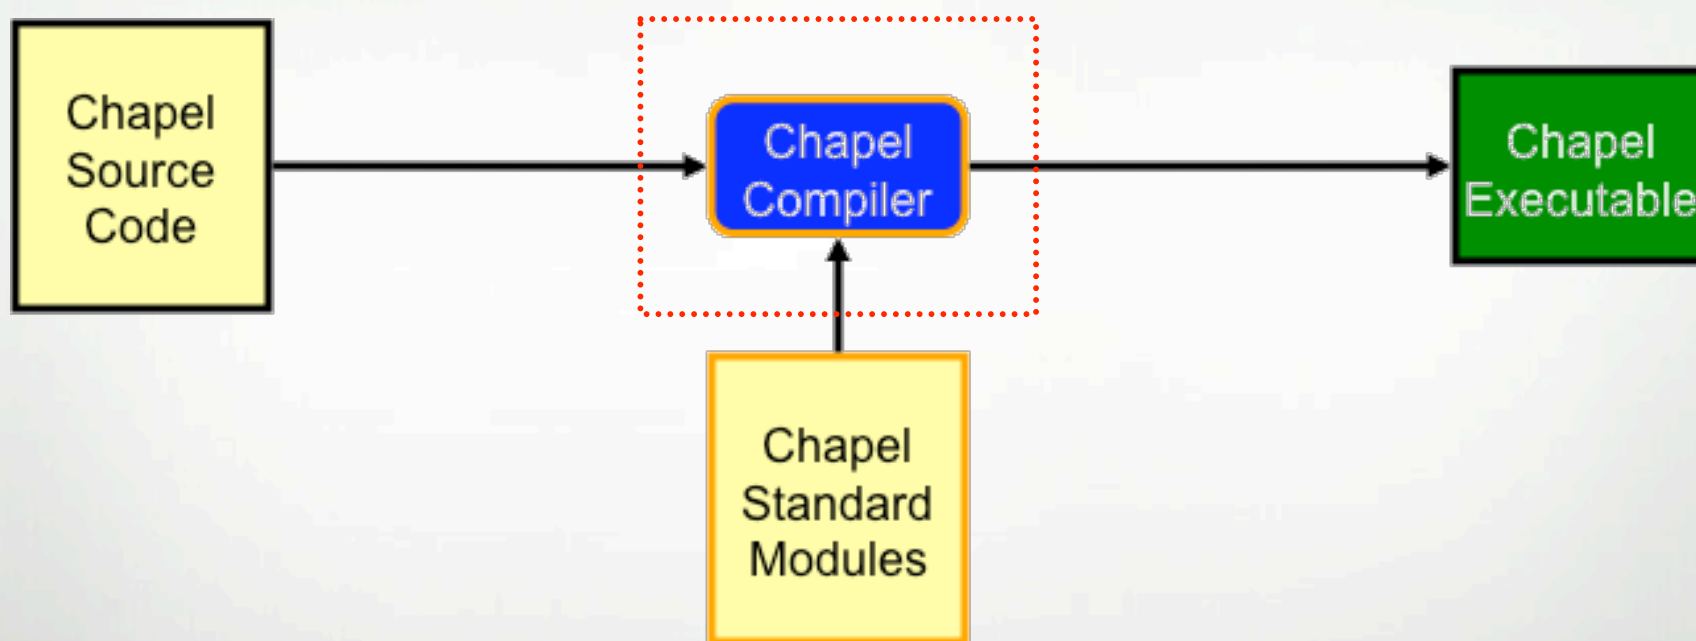 Chapel
Source
Code
Chapel
Compiler
Chapel
Executable
Chapel
Standard
Modules